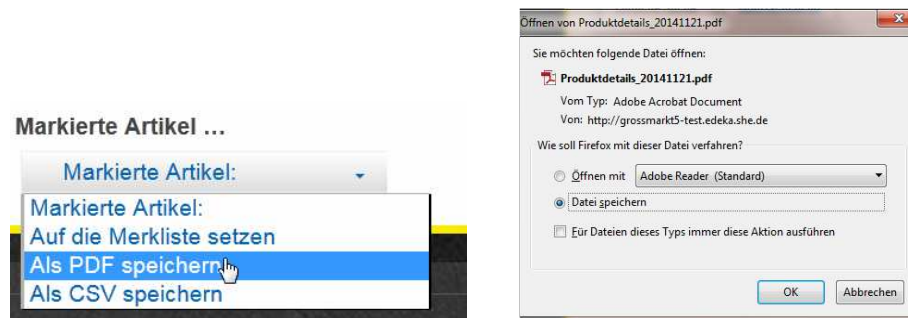 Markierte Artikel ...
Markierte Artikel:
Markierte Artikel:
Auf die Merkliste setzen
Als PDF speichern
Als CSV speichern
Öffnen von Produktdetails_20141121.pdf
Sie möchten folgende Datei öffnen:
Produktdetails_20141121.pdf
Vom Typ: Adobe Acrobat Document
Von: http://grossmarkt5-test.edeka.she.de
Wie soll Firefox mit dieser Datei verfahren?
Öffnen mit Adobe Reader (Standard)
Datei speichern
Für Dateien dieses Typs immer diese Aktion ausführen
OK Abbrechen